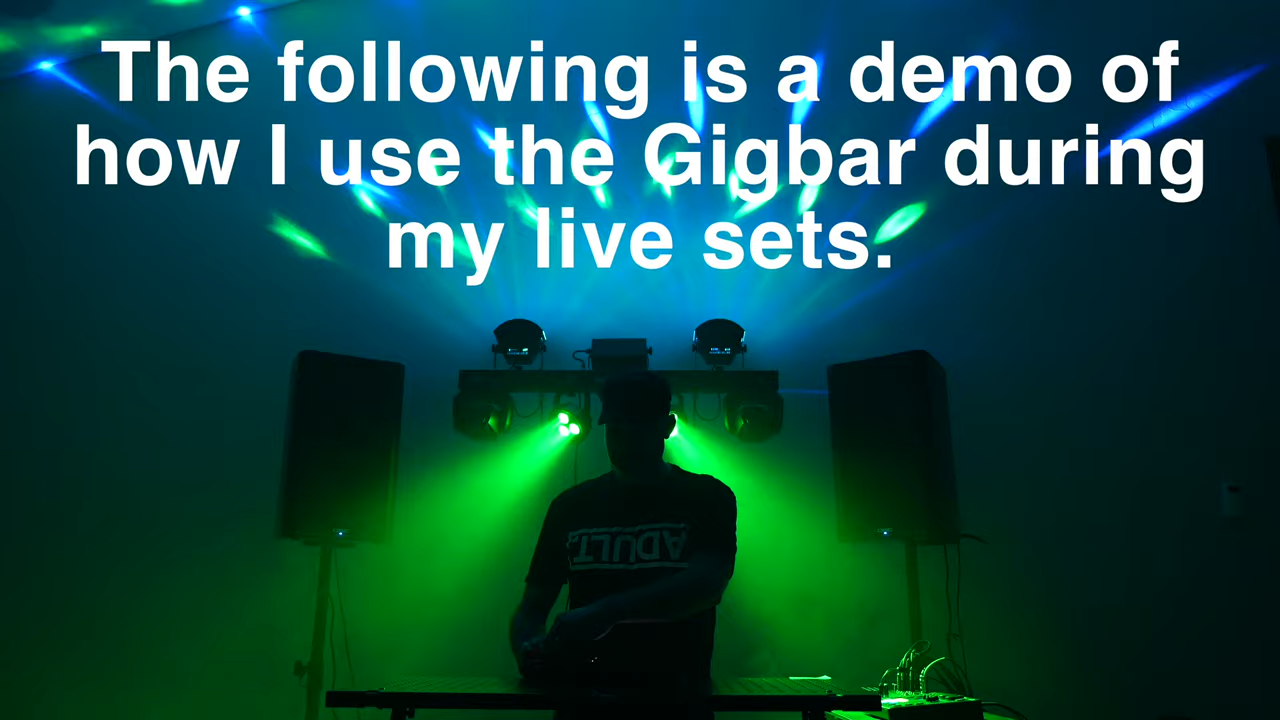 The following is a demo of
how I use the Gigbar during
my live sets.
ADULT.